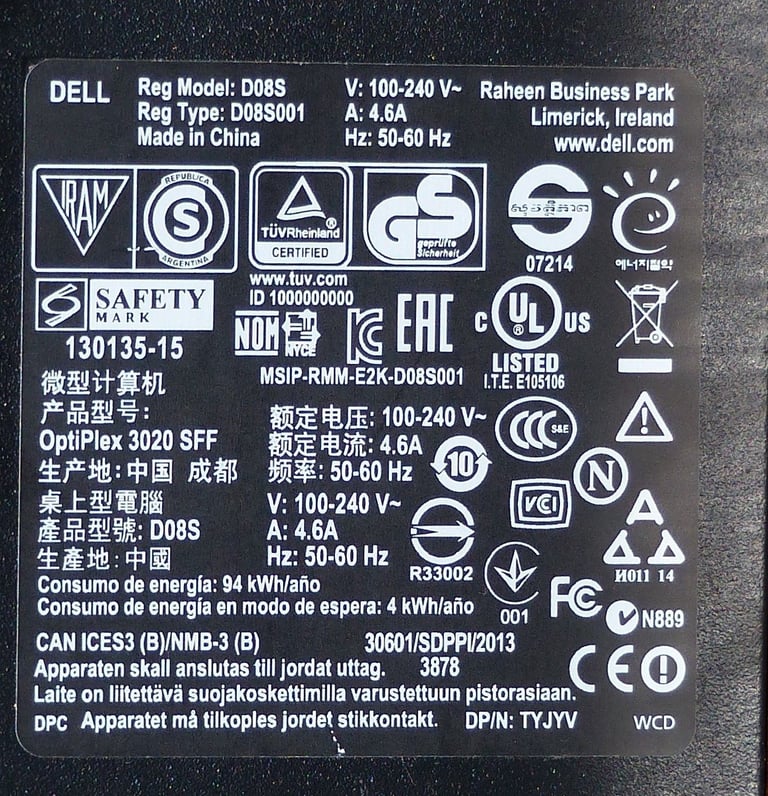 DELL
Reg Model: D08S
Reg Type: D08S001
Made in China
V: 100-240 V~
A: 4.6A
Hz: 50-60 Hz
Raheen Business Park
Limerick, Ireland
www.dell.com
IRAM
REPUBLICA
S
ARGENTINA
TÜVRheinland®
CERTIFIED
GS
geprüfte
Sicherheit
www.tuv.com
ID 1000000000
07214
에너지절약
SAFETY
MARK
130135-15
NOM
NYCE
EAC
MSIP-RMM-E2K-D08S001
C UL® US
LISTED
I.T.E. E105106
微型计算机
产品型号:
OptiPlex 3020 SFF
生产地: 中国 成都
额定电压: 100-240 V~
额定电流: 4.6A
频率: 50-60 Hz
10
CCC S&E
N
VCI
桌上型電腦
產品型號: D08S
生產地: 中國
V: 100-240 V~
A: 4.6A
Hz: 50-60 Hz
R33002
И011 14
001
FC
N889
Consumo de energía: 94 kWh/año
Consumo de energía en modo de espera: 4 kWh/año
CAN ICES3 (B)/NMB-3 (B)
30601/SDPPI/2013
3878
CE
Apparaten skall anslutas till jordat uttag.
Laite on liitettävä suojakoskettimilla varustettuun pistorasiaan.
DPC Apparatet må tilkoples jordet stikkontakt.
DP/N: TYJYV
WCD